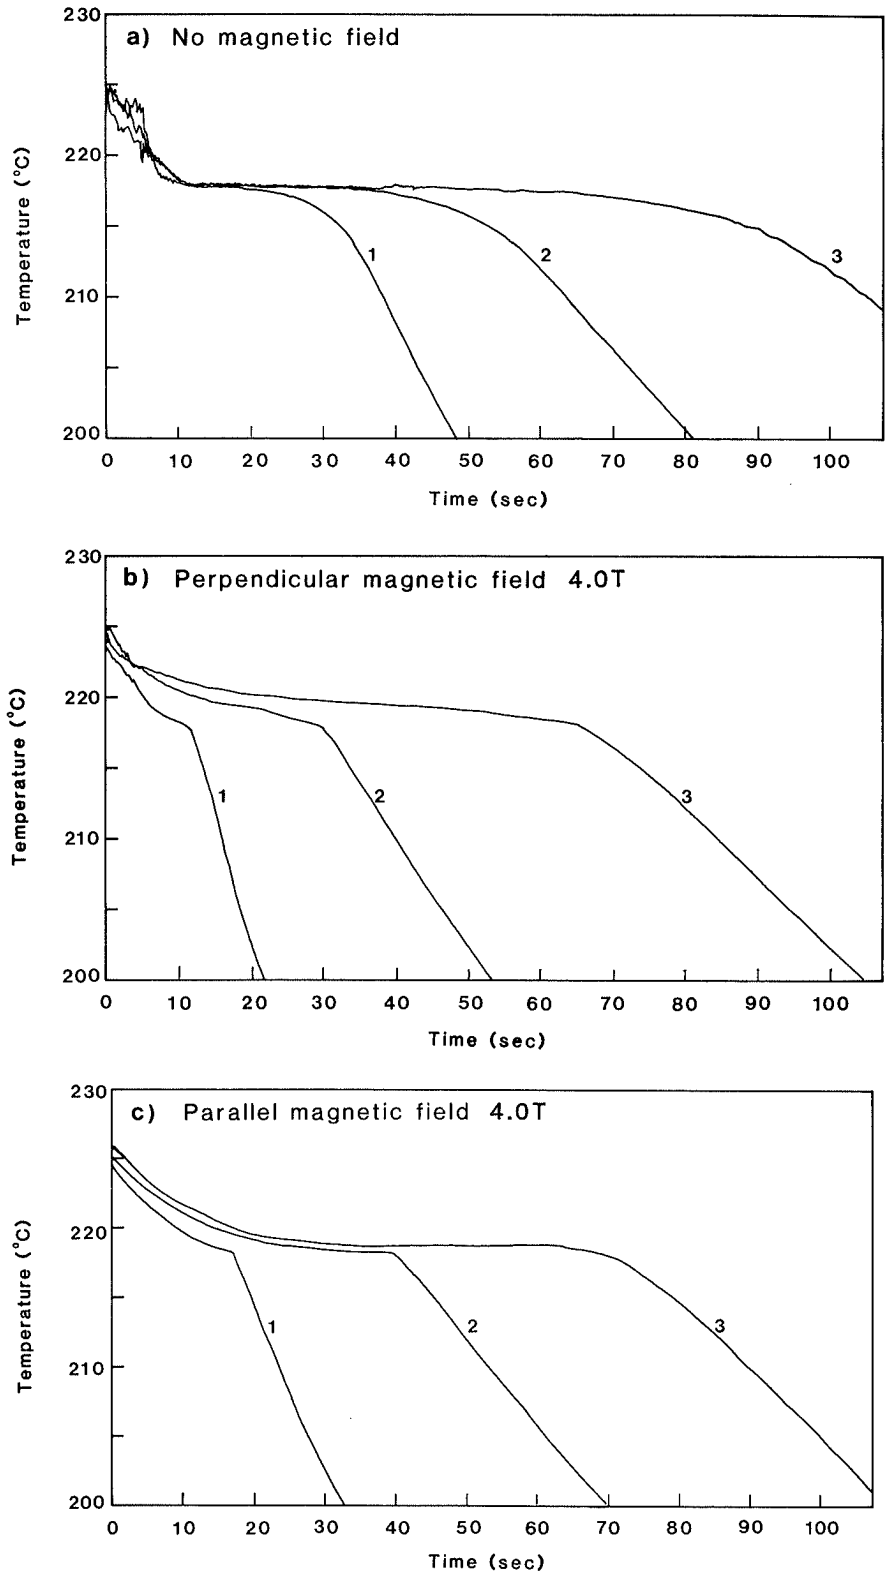 230
a) No magnetic field
220
210
200
Temperature (°C)
1
2
3
0 10 20 30 40 50 60 70 80 90 100
Time (sec)
230
b) Perpendicular magnetic field 4.0T
220
210
200
Temperature (°C)
1
2
3
0 10 20 30 40 50 60 70 80 90 100
Time (sec)
230
c) Parallel magnetic field 4.0T
220
210
200
Temperature (°C)
1
2
3
0 10 20 30 40 50 60 70 80 90 100
Time (sec)